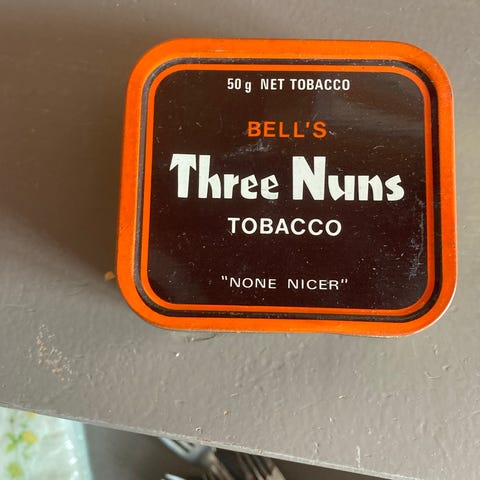 50g NET TOBACCO
BELL'S
Three Nuns
TOBACCO
"NONE NICER"